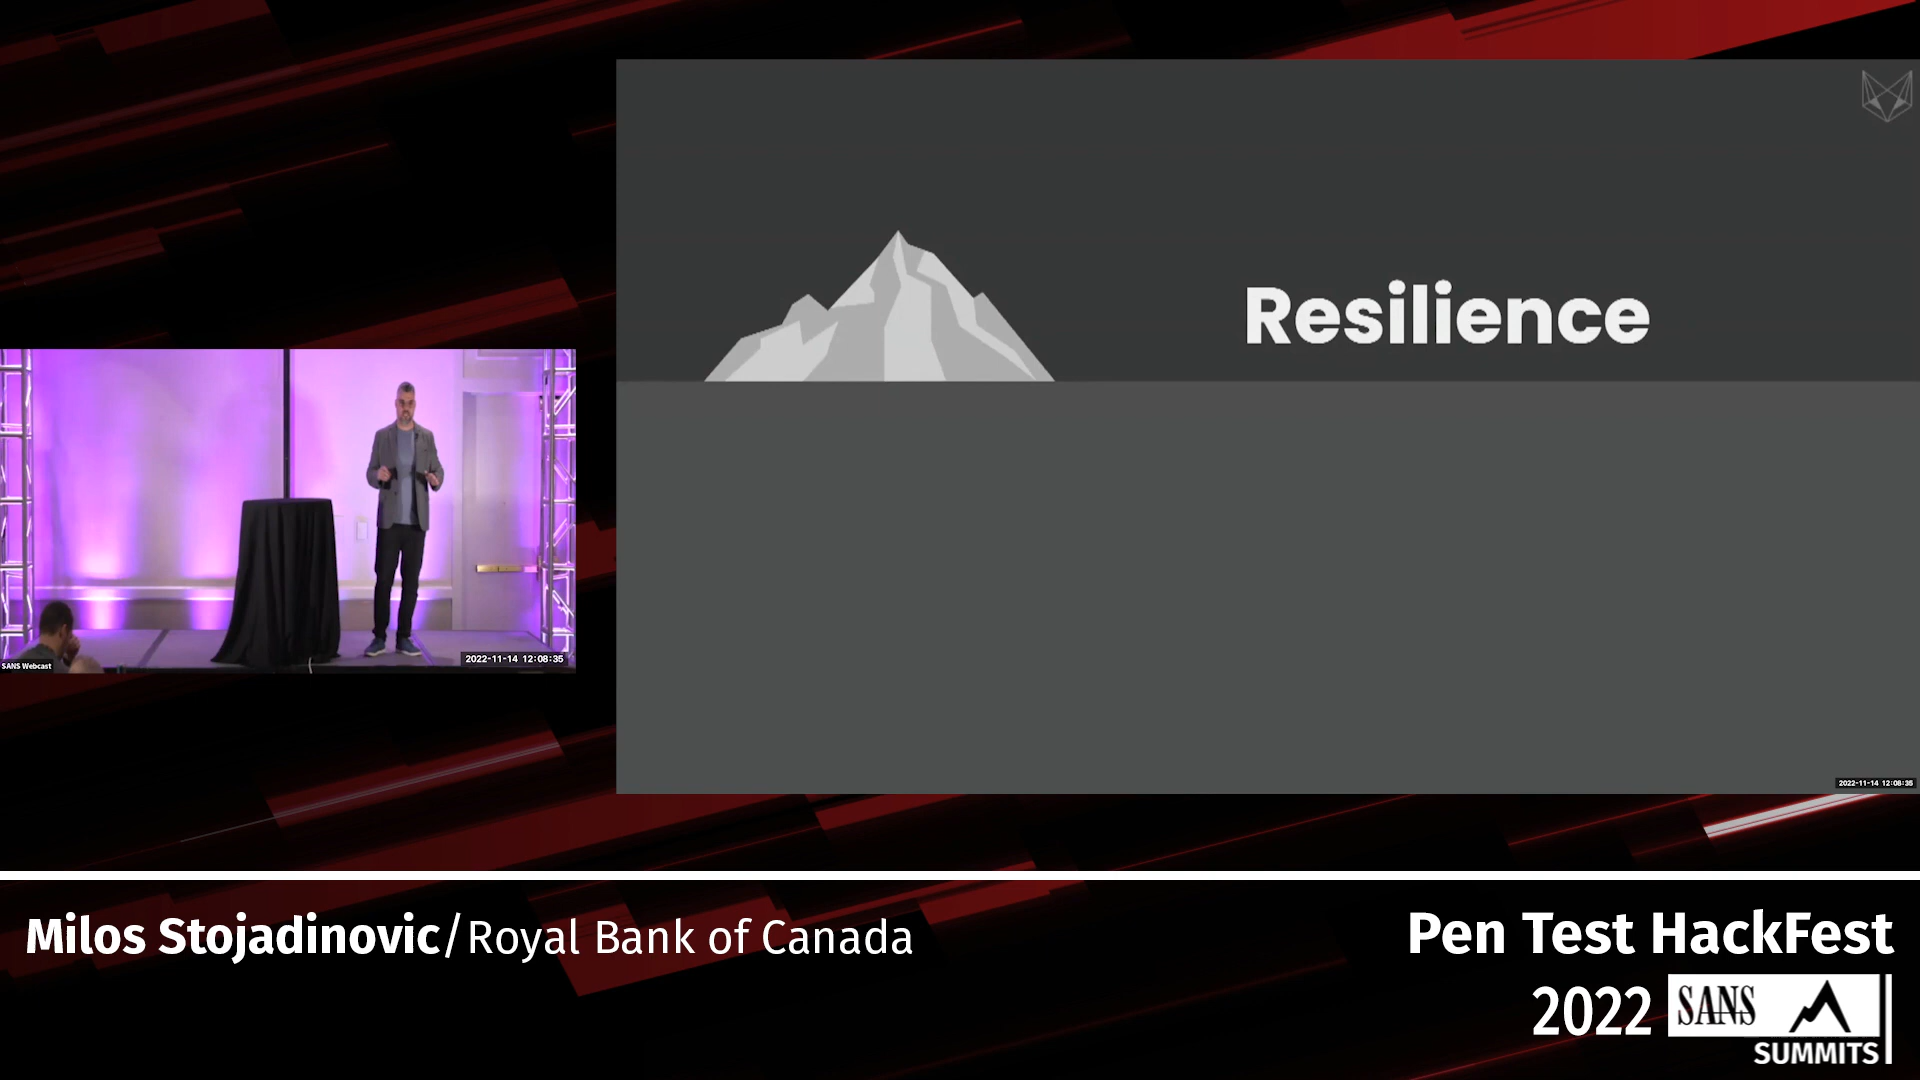 Resilience
SANS Webcast
2022-11-14 12:08:35
2022-11-14 12:08:35
Milos Stojadinovic/Royal Bank of Canada
Pen Test HackFest
2022
SANS
SUMMITS